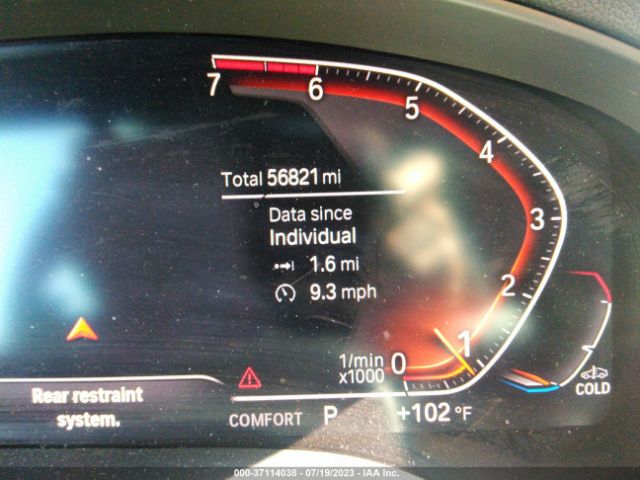 7
6
5
4
3
2
1
0
Total 56821 mi
Data since
Individual
1.6 mi
9.3 mph
1/min
x1000
Rear restraint
system.
COMFORT P +102 °F
COLD
000-37114038 - 07/19/2023 - IAA Inc.